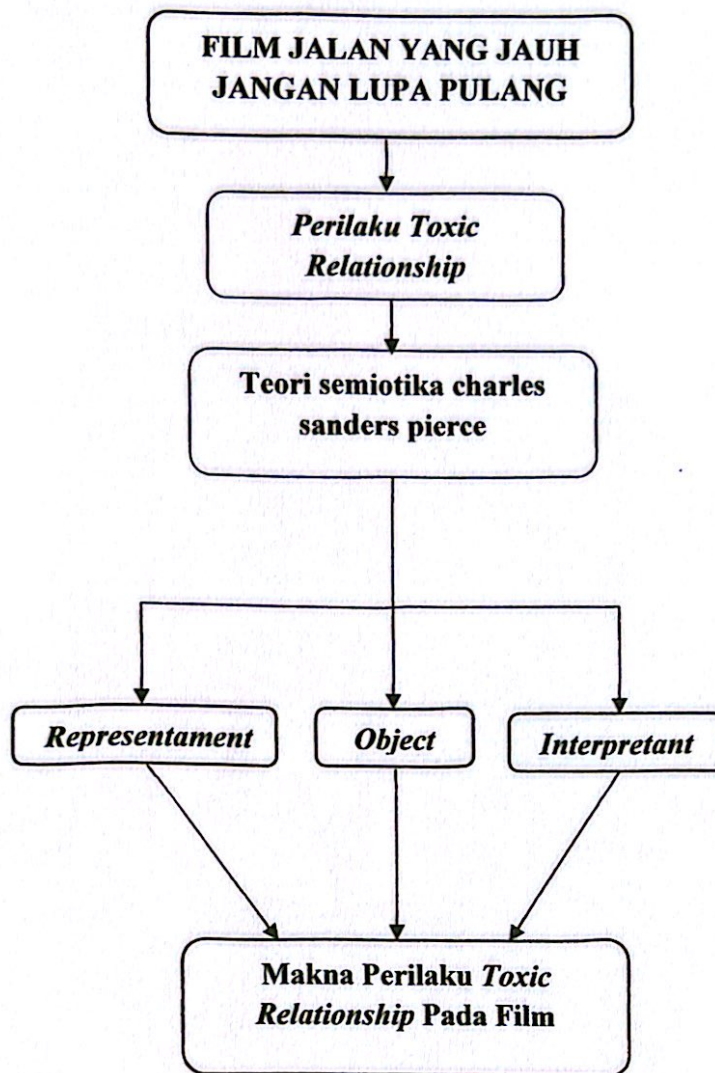 FILM JALAN YANG JAUH
JANGAN LUPA PULANG
Perilaku Toxic
Relationship
Teori semiotika charles
sanders pierce
Representament
Object
Interpretant
Makna Perilaku Toxic
Relationship Pada Film